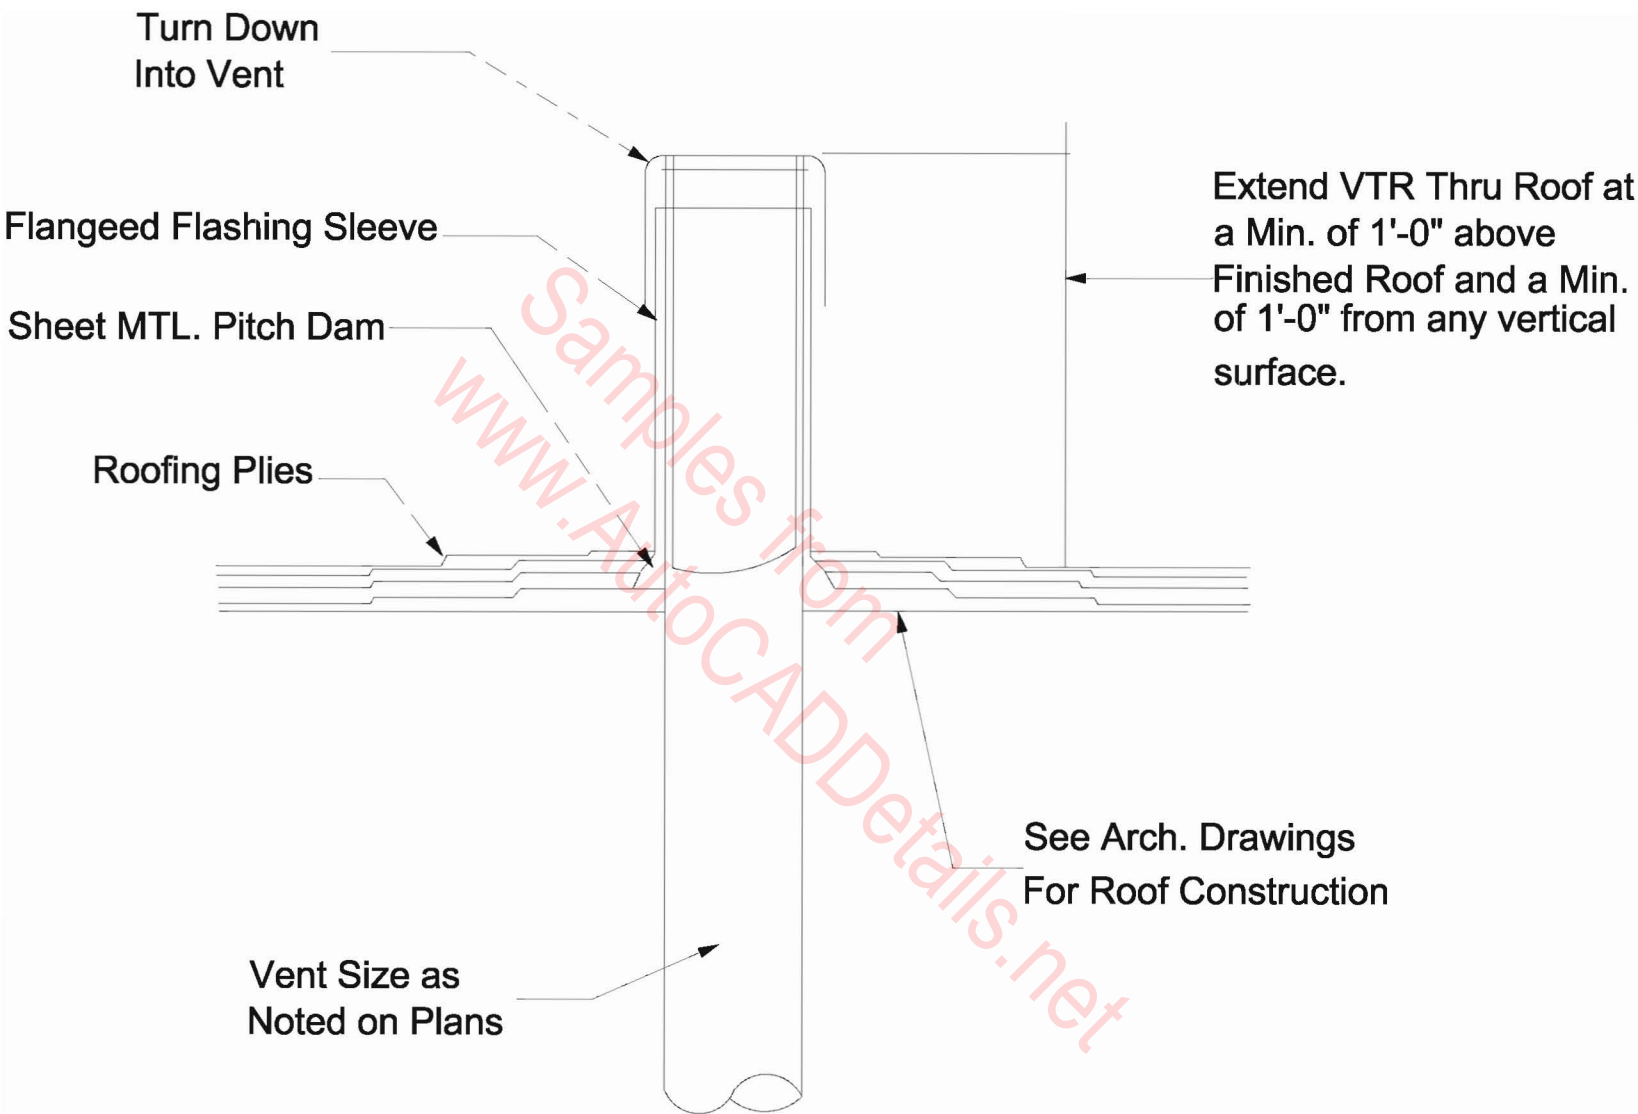 Turn Down
Into Vent
Flangeed Flashing Sleeve
Sheet MTL. Pitch Dam
Roofing Plies
Extend VTR Thru Roof at
a Min. of 1'-0" above
Finished Roof and a Min.
of 1'-0" from any vertical
surface.
See Arch. Drawings
For Roof Construction
Vent Size as
Noted on Plans
Samples from
www.AutoCADDetails.net